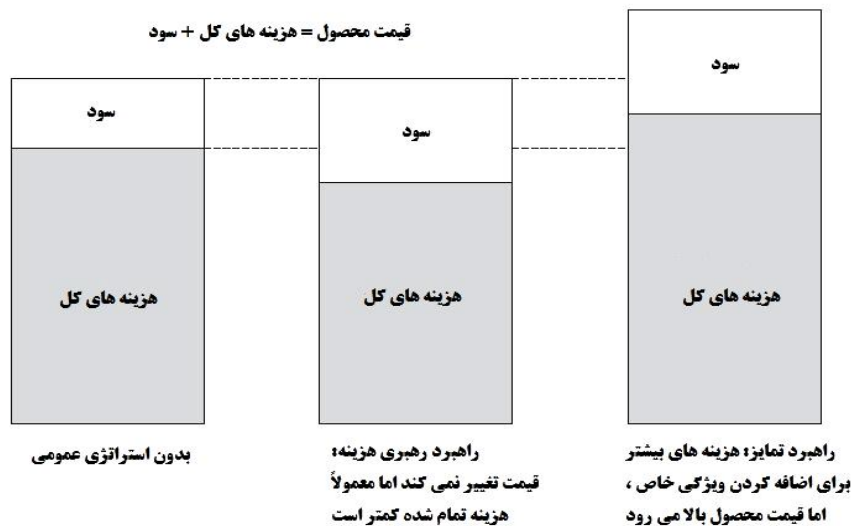 قیمت محصول = هزینه های کل + سود
سود
سود
سود
هزینه های کل
هزینه های کل
هزینه های کل
راهبرد تمایز: هزینه های بیشتر
برای اضافه کردن ویژگی خاص ،
اما قیمت محصول بالا می رود
راهبرد رهبری هزینه:
قیمت تغییر نمی کند اما معمولاً
هزینه تمام شده کمتر است
بدون استراتژی عمومی